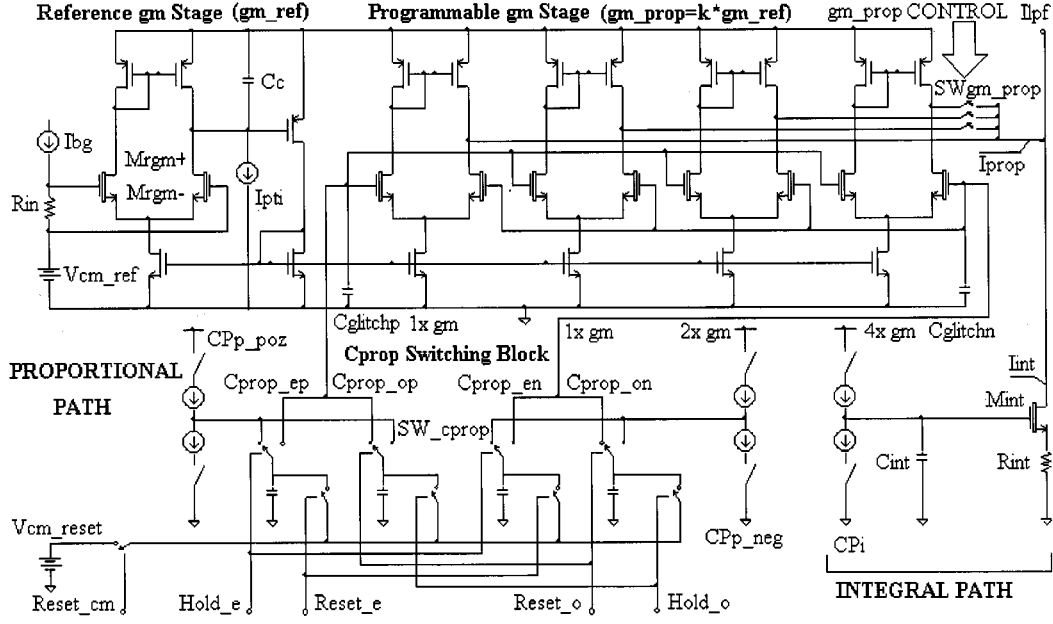 Reference gm Stage (gm_ref)
Programmable gm Stage (gm_prop=k*gm_ref)
gm_prop CONTROL
Ilpf
Cc
SWgm_prop
Ibg
Mrgm+
Mrgm-
Ipti
Iprop
Rin
Vcm_ref
Cglitchp
1x gm
1x gm
2x gm
4x gm
Cglitchn
CPp_poz
Cprop Switching Block
PROPORTIONAL
PATH
Cprop_ep
Cprop_op
Cprop_en
Cprop_on
Iint
Mint
SW_cprop
Cint
Rint
Vcm_reset
CPp_neg
CPi
INTEGRAL PATH
Reset_cm
Hold_e
Reset_e
Reset_o
Hold_o